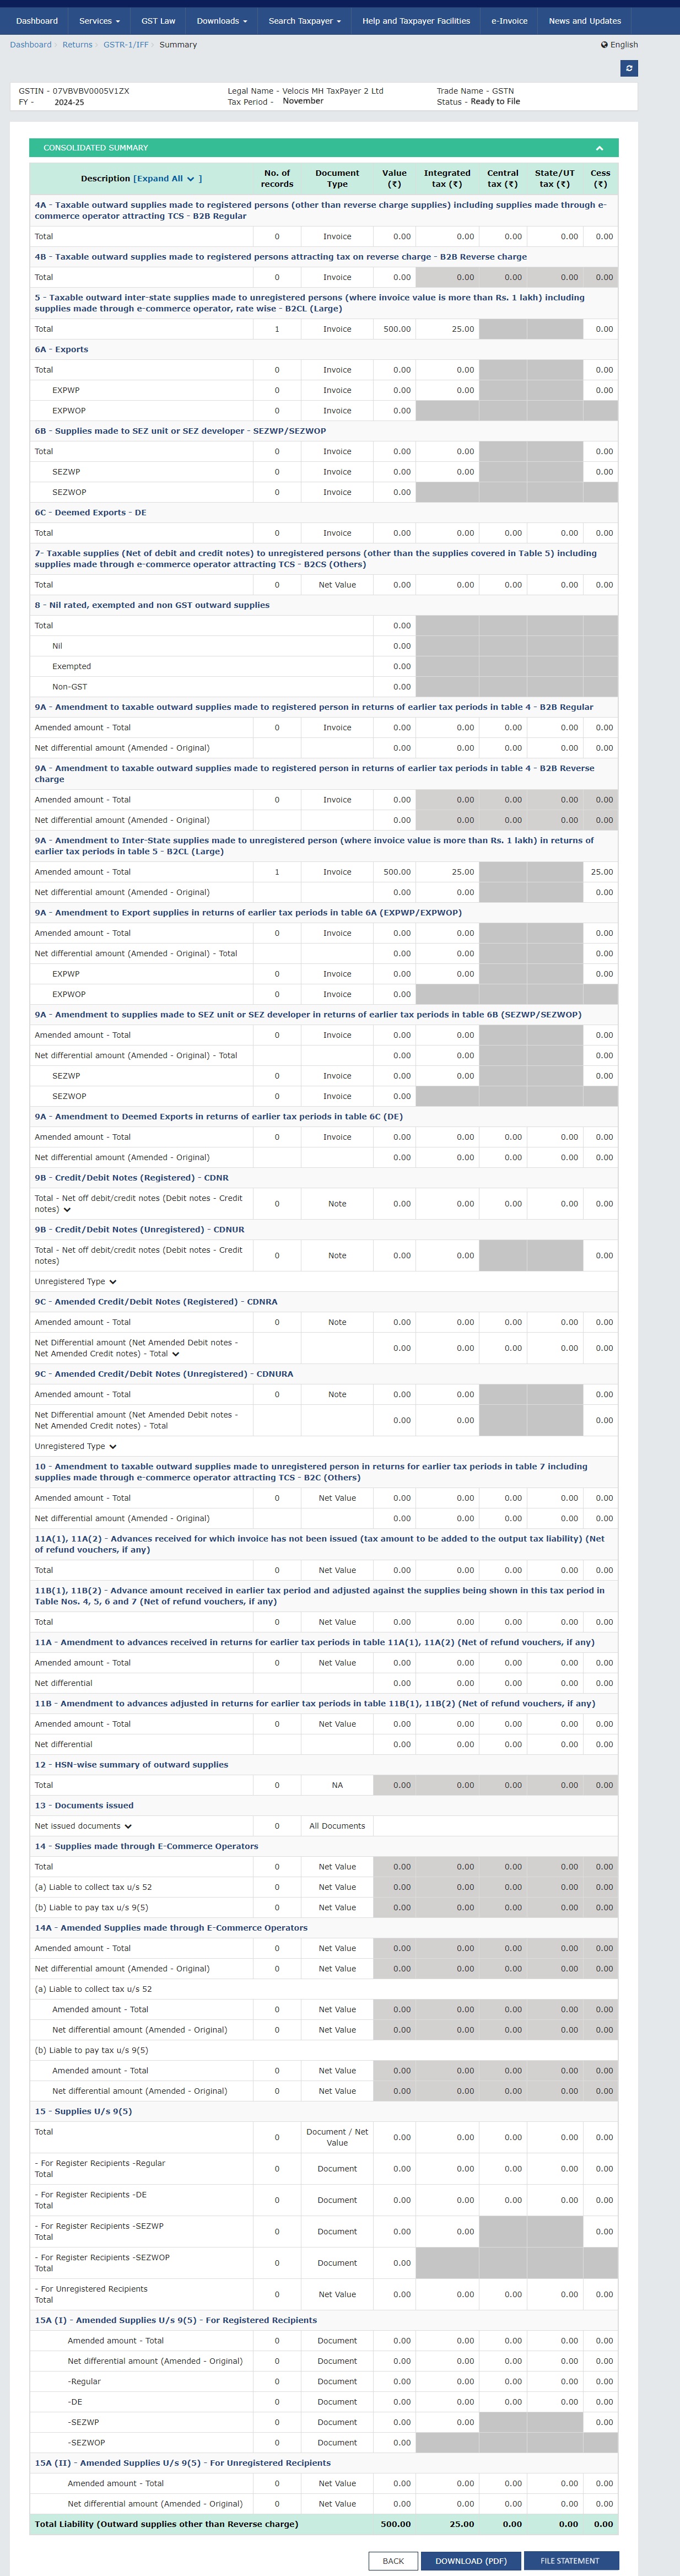 Dashboard Services GST Law Downloads Search Taxpayer Help and Taxpayer Facilities e-Invoice News and Updates
Dashboard Returns GSTR-1/IFF Summary English
GSTIN - 07VBVBV0005V1ZX Legal Name - Velocis MH TaxPayer 2 Ltd Trade Name - GSTN
FY - 2024-25 Tax Period - November Status - Ready to File
CONSOLIDATED SUMMARY
Description [Expand All ] No. of records Document Type Value (₹) Integrated tax (₹) Central tax (₹) State/UT tax (₹) Cess (₹)
4A - Taxable outward supplies made to registered persons (other than reverse charge supplies) including supplies made through e-
commerce operator attracting TCS - B2B Regular
Total 0 Invoice 0.00 0.00 0.00 0.00 0.00
4B - Taxable outward supplies made to registered persons attracting tax on reverse charge - B2B Reverse charge
Total 0 Invoice 0.00 0.00 0.00 0.00 0.00
5 - Taxable outward inter-state supplies made to unregistered persons (where invoice value is more than Rs. 1 lakh) including
supplies made through e-commerce operator, rate wise - B2CL (Large)
Total 1 Invoice 500.00 25.00 0.00
6A - Exports
Total 0 Invoice 0.00 0.00 0.00
EXPWP 0 Invoice 0.00 0.00 0.00
EXPWOP 0 Invoice 0.00
6B - Supplies made to SEZ unit or SEZ developer - SEZWP/SEZWOP
Total 0 Invoice 0.00 0.00 0.00
SEZWP 0 Invoice 0.00 0.00 0.00
SEZWOP 0 Invoice 0.00
6C - Deemed Exports - DE
Total 0 Invoice 0.00 0.00 0.00 0.00 0.00
7- Taxable supplies (Net of debit and credit notes) to unregistered persons (other than the supplies covered in Table 5) including
supplies made through e-commerce operator attracting TCS - B2CS (Others)
Total 0 Net Value 0.00 0.00 0.00 0.00 0.00
8 - Nil rated, exempted and non GST outward supplies
Total 0.00
Nil 0.00
Exempted 0.00
Non-GST 0.00
9A - Amendment to taxable outward supplies made to registered person in returns of earlier tax periods in table 4 - B2B Regular
Amended amount - Total 0 Invoice 0.00 0.00 0.00 0.00 0.00
Net differential amount (Amended - Original) 0.00 0.00 0.00 0.00 0.00
9A - Amendment to taxable outward supplies made to registered person in returns of earlier tax periods in table 4 - B2B Reverse
charge
Amended amount - Total 0 Invoice 0.00 0.00 0.00 0.00 0.00
Net differential amount (Amended - Original) 0.00 0.00 0.00 0.00 0.00
9A - Amendment to Inter-State supplies made to unregistered person (where invoice value is more than Rs. 1 lakh) in returns of
earlier tax periods in table 5 - B2CL (Large)
Amended amount - Total 1 Invoice 500.00 25.00 25.00
Net differential amount (Amended - Original) 0.00 0.00 0.00
9A - Amendment to Export supplies in returns of earlier tax periods in table 6A (EXPWP/EXPWOP)
Amended amount - Total 0 Invoice 0.00 0.00 0.00
Net differential amount (Amended - Original) - Total 0.00 0.00 0.00
EXPWP 0 Invoice 0.00 0.00 0.00
EXPWOP 0 Invoice 0.00
9A - Amendment to supplies made to SEZ unit or SEZ developer in returns of earlier tax periods in table 6B (SEZWP/SEZWOP)
Amended amount - Total 0 Invoice 0.00 0.00 0.00
Net differential amount (Amended - Original) - Total 0.00 0.00 0.00
SEZWP 0 Invoice 0.00 0.00 0.00
SEZWOP 0 Invoice 0.00
9A - Amendment to Deemed Exports in returns of earlier tax periods in table 6C (DE)
Amended amount - Total 0 Invoice 0.00 0.00 0.00 0.00 0.00
Net differential amount (Amended - Original) 0.00 0.00 0.00 0.00 0.00
9B - Credit/Debit Notes (Registered) - CDNR
Total - Net off debit/credit notes (Debit notes - Credit
notes) 0 Note 0.00 0.00 0.00 0.00 0.00
9B - Credit/Debit Notes (Unregistered) - CDNUR
Total - Net off debit/credit notes (Debit notes - Credit
notes) 0 Note 0.00 0.00 0.00
Unregistered Type
9C - Amended Credit/Debit Notes (Registered) - CDNRA
Amended amount - Total 0 Note 0.00 0.00 0.00 0.00 0.00
Net Differential amount (Net Amended Debit notes -
Net Amended Credit notes) - Total 0.00 0.00 0.00 0.00 0.00
9C - Amended Credit/Debit Notes (Unregistered) - CDNURA
Amended amount - Total 0 Note 0.00 0.00 0.00
Net Differential amount (Net Amended Debit notes -
Net Amended Credit notes) - Total 0.00 0.00 0.00
Unregistered Type
10 - Amendment to taxable outward supplies made to unregistered person in returns for earlier tax periods in table 7 including
supplies made through e-commerce operator attracting TCS - B2C (Others)
Amended amount - Total 0 Net Value 0.00 0.00 0.00 0.00 0.00
Net differential amount (Amended - Original) 0.00 0.00 0.00 0.00 0.00
11A(1), 11A(2) - Advances received for which invoice has not been issued (tax amount to be added to the output tax liability) (Net
of refund vouchers, if any)
Total 0 Net Value 0.00 0.00 0.00 0.00 0.00
11B(1), 11B(2) - Advance amount received in earlier tax period and adjusted against the supplies being shown in this tax period in
Table Nos. 4, 5, 6 and 7 (Net of refund vouchers, if any)
Total 0 Net Value 0.00 0.00 0.00 0.00 0.00
11A - Amendment to advances received in returns for earlier tax periods in table 11A(1), 11A(2) (Net of refund vouchers, if any)
Amended amount - Total 0 Net Value 0.00 0.00 0.00 0.00 0.00
Net differential 0.00 0.00 0.00 0.00 0.00
11B - Amendment to advances adjusted in returns for earlier tax periods in table 11B(1), 11B(2) (Net of refund vouchers, if any)
Amended amount - Total 0 Net Value 0.00 0.00 0.00 0.00 0.00
Net differential 0.00 0.00 0.00 0.00 0.00
12 - HSN-wise summary of outward supplies
Total 0 NA 0.00 0.00 0.00 0.00 0.00
13 - Documents issued
Net issued documents 0 All Documents
14 - Supplies made through E-Commerce Operators
Total 0 Net Value 0.00 0.00 0.00 0.00 0.00
(a) Liable to collect tax u/s 52 0 Net Value 0.00 0.00 0.00 0.00 0.00
(b) Liable to pay tax u/s 9(5) 0 Net Value 0.00 0.00 0.00 0.00 0.00
14A - Amended Supplies made through E-Commerce Operators
Amended amount - Total 0 Net Value 0.00 0.00 0.00 0.00 0.00
Net differential amount (Amended - Original) 0 Net Value 0.00 0.00 0.00 0.00 0.00
(a) Liable to collect tax u/s 52
Amended amount - Total 0 Net Value 0.00 0.00 0.00 0.00 0.00
Net differential amount (Amended - Original) 0 Net Value 0.00 0.00 0.00 0.00 0.00
(b) Liable to pay tax u/s 9(5)
Amended amount - Total 0 Net Value 0.00 0.00 0.00 0.00 0.00
Net differential amount (Amended - Original) 0 Net Value 0.00 0.00 0.00 0.00 0.00
15 - Supplies U/s 9(5)
Total 0 Document / Net Value 0.00 0.00 0.00 0.00 0.00
- For Register Recipients -Regular
Total 0 Document 0.00 0.00 0.00 0.00 0.00
- For Register Recipients -DE
Total 0 Document 0.00 0.00 0.00 0.00 0.00
- For Register Recipients -SEZWP
Total 0 Document 0.00 0.00 0.00
- For Register Recipients -SEZWOP
Total 0 Document 0.00
- For Unregistered Recipients
Total 0 Net Value 0.00 0.00 0.00 0.00 0.00
15A (I) - Amended Supplies U/s 9(5) - For Registered Recipients
Amended amount - Total 0 Document 0.00 0.00 0.00 0.00 0.00
Net differential amount (Amended - Original) 0 Document 0.00 0.00 0.00 0.00 0.00
-Regular 0 Document 0.00 0.00 0.00 0.00 0.00
-DE 0 Document 0.00 0.00 0.00 0.00 0.00
-SEZWP 0 Document 0.00 0.00 0.00
-SEZWOP 0 Document 0.00
15A (II) - Amended Supplies U/s 9(5) - For Unregistered Recipients
Amended amount - Total 0 Net Value 0.00 0.00 0.00 0.00 0.00
Net differential amount (Amended - Original) 0 Net Value 0.00 0.00 0.00 0.00 0.00
Total Liability (Outward supplies other than Reverse charge) 500.00 25.00 0.00 0.00 0.00
BACK DOWNLOAD (PDF) FILE STATEMENT